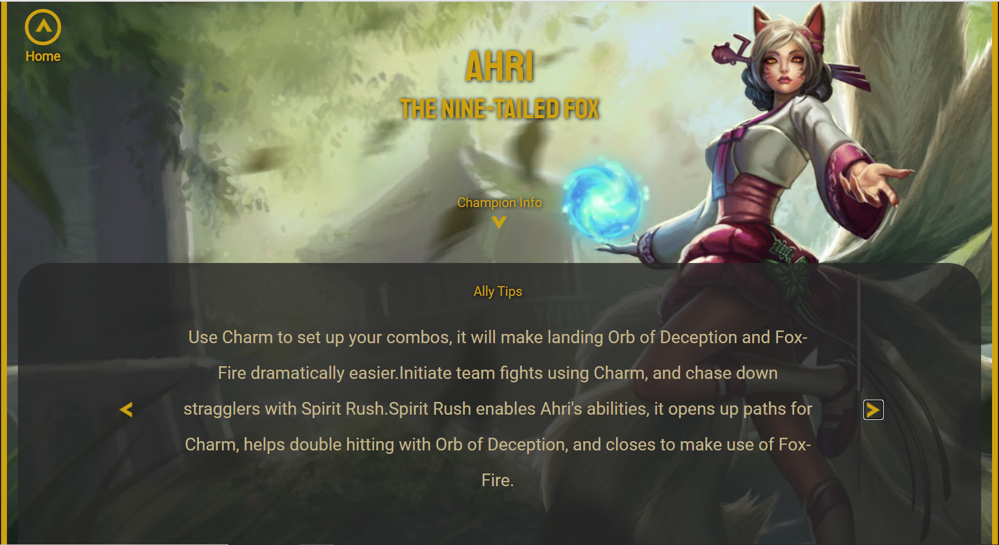 Home
AHRI
THE NINE-TAILED FOX
Champion Info
Ally Tips
Use Charm to set up your combos, it will make landing Orb of Deception and Fox-
Fire dramatically easier.Initiate team fights using Charm, and chase down
stragglers with Spirit Rush.Spirit Rush enables Ahri's abilities, it opens up paths for
Charm, helps double hitting with Orb of Deception, and closes to make use of Fox-
Fire.